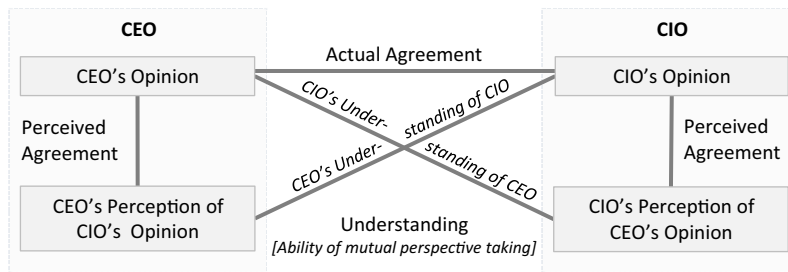 CEO
CIO
Actual Agreement
CEO's Opinion
CIO's Opinion
CIO's Under-
standing of CEO
CEO's Under-
standing of CIO
Perceived
Agreement
Perceived
Agreement
CEO's Perception of
CIO's Opinion
CIO's Perception of
CEO's Opinion
Understanding
[Ability of mutual perspective taking]